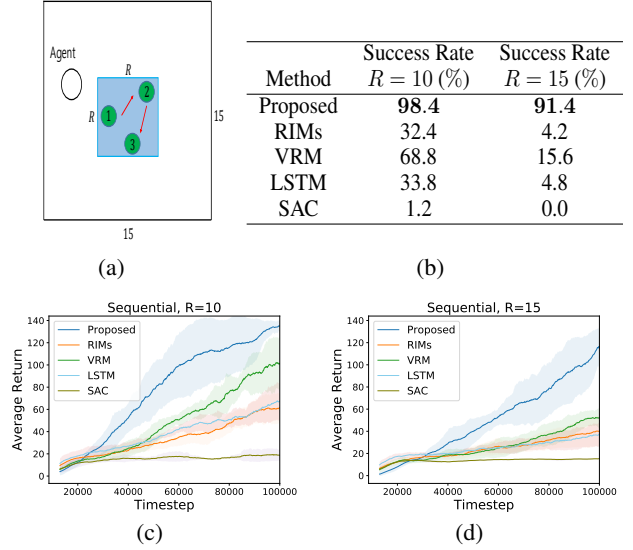 Agent
R
R
1
2
3
15
15
(a)
Success Rate Success Rate
Method R = 10 (%) R = 15 (%)
Proposed 98.4 91.4
RIMs 32.4 4.2
VRM 68.8 15.6
LSTM 33.8 4.8
SAC 1.2 0.0
(b)
Sequential, R=10
Average Return
140
120
100
80
60
40
20
0
Proposed
RIMs
VRM
LSTM
SAC
20000 40000 60000 80000 100000
Timestep
(c)
Sequential, R=15
Average Return
140
120
100
80
60
40
20
0
Proposed
RIMs
VRM
LSTM
SAC
20000 40000 60000 80000 100000
Timestep
(d)